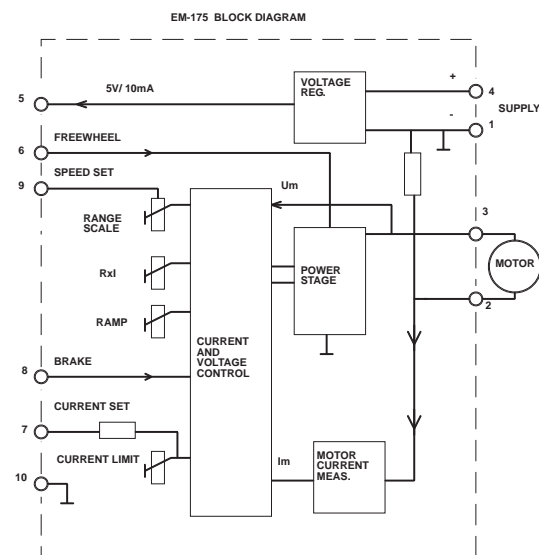 EM-175 BLOCK DIAGRAM
5V/ 10mA
VOLTAGE
REG.
+
4
SUPPLY
5
-
1
6
FREEWHEEL
9
SPEED SET
Um
3
RANGE
SCALE
RxI
POWER
STAGE
MOTOR
2
RAMP
CURRENT
AND
VOLTAGE
CONTROL
8
BRAKE
7
CURRENT SET
CURRENT LIMIT
Im
MOTOR
CURRENT
MEAS.
10